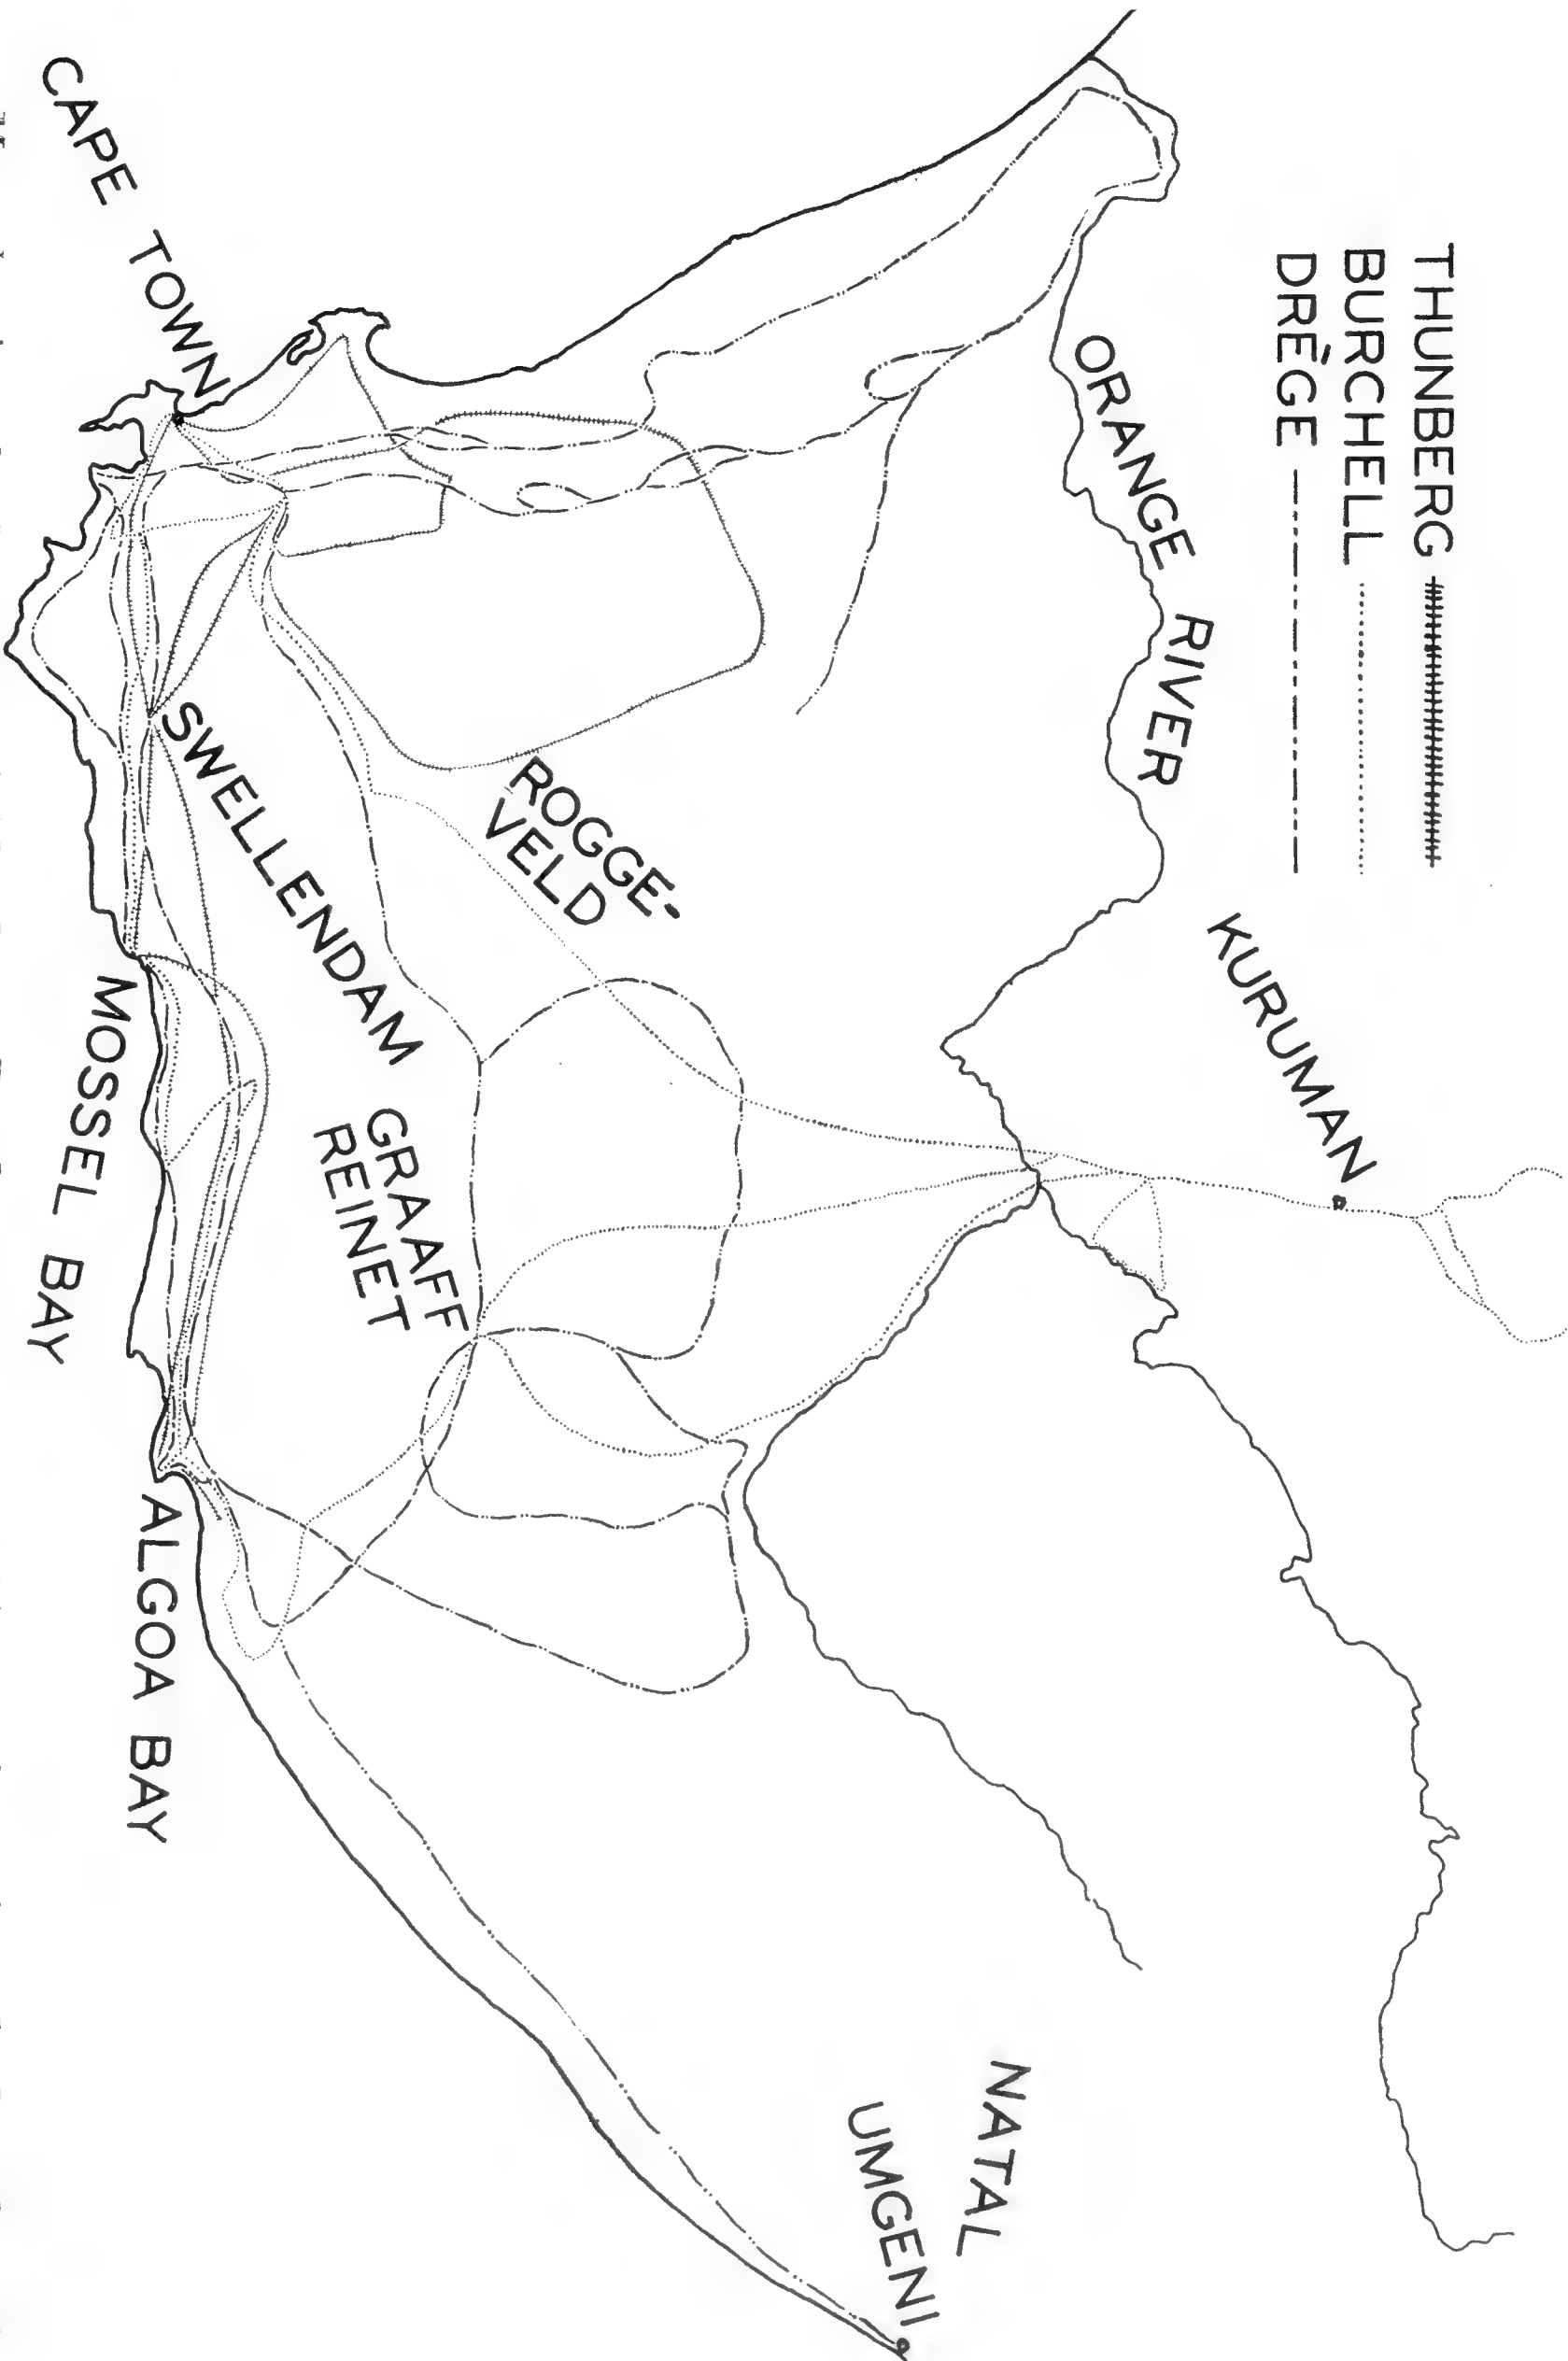 THUNBERG
BURCHELL
DRÈGE
ORANGE RIVER
KURUMAN
CAPE TOWN
SWELLENDAM
ROGGE-
VELD
GRAAFF
REINET
MOSSEL BAY
ALGOA BAY
NATAL
UMGENI